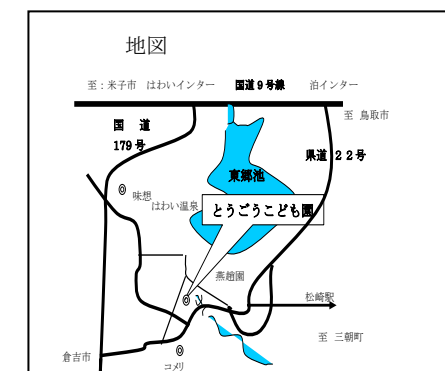 地図
至：米子市　はわいインター　国道９号線　泊インター
至 鳥取市
国　道
179号
県道２２号
東郷池
味想
はわい温泉
とうごうこども園
燕趙園
松崎駅
至 三朝町
倉吉市
コメリ